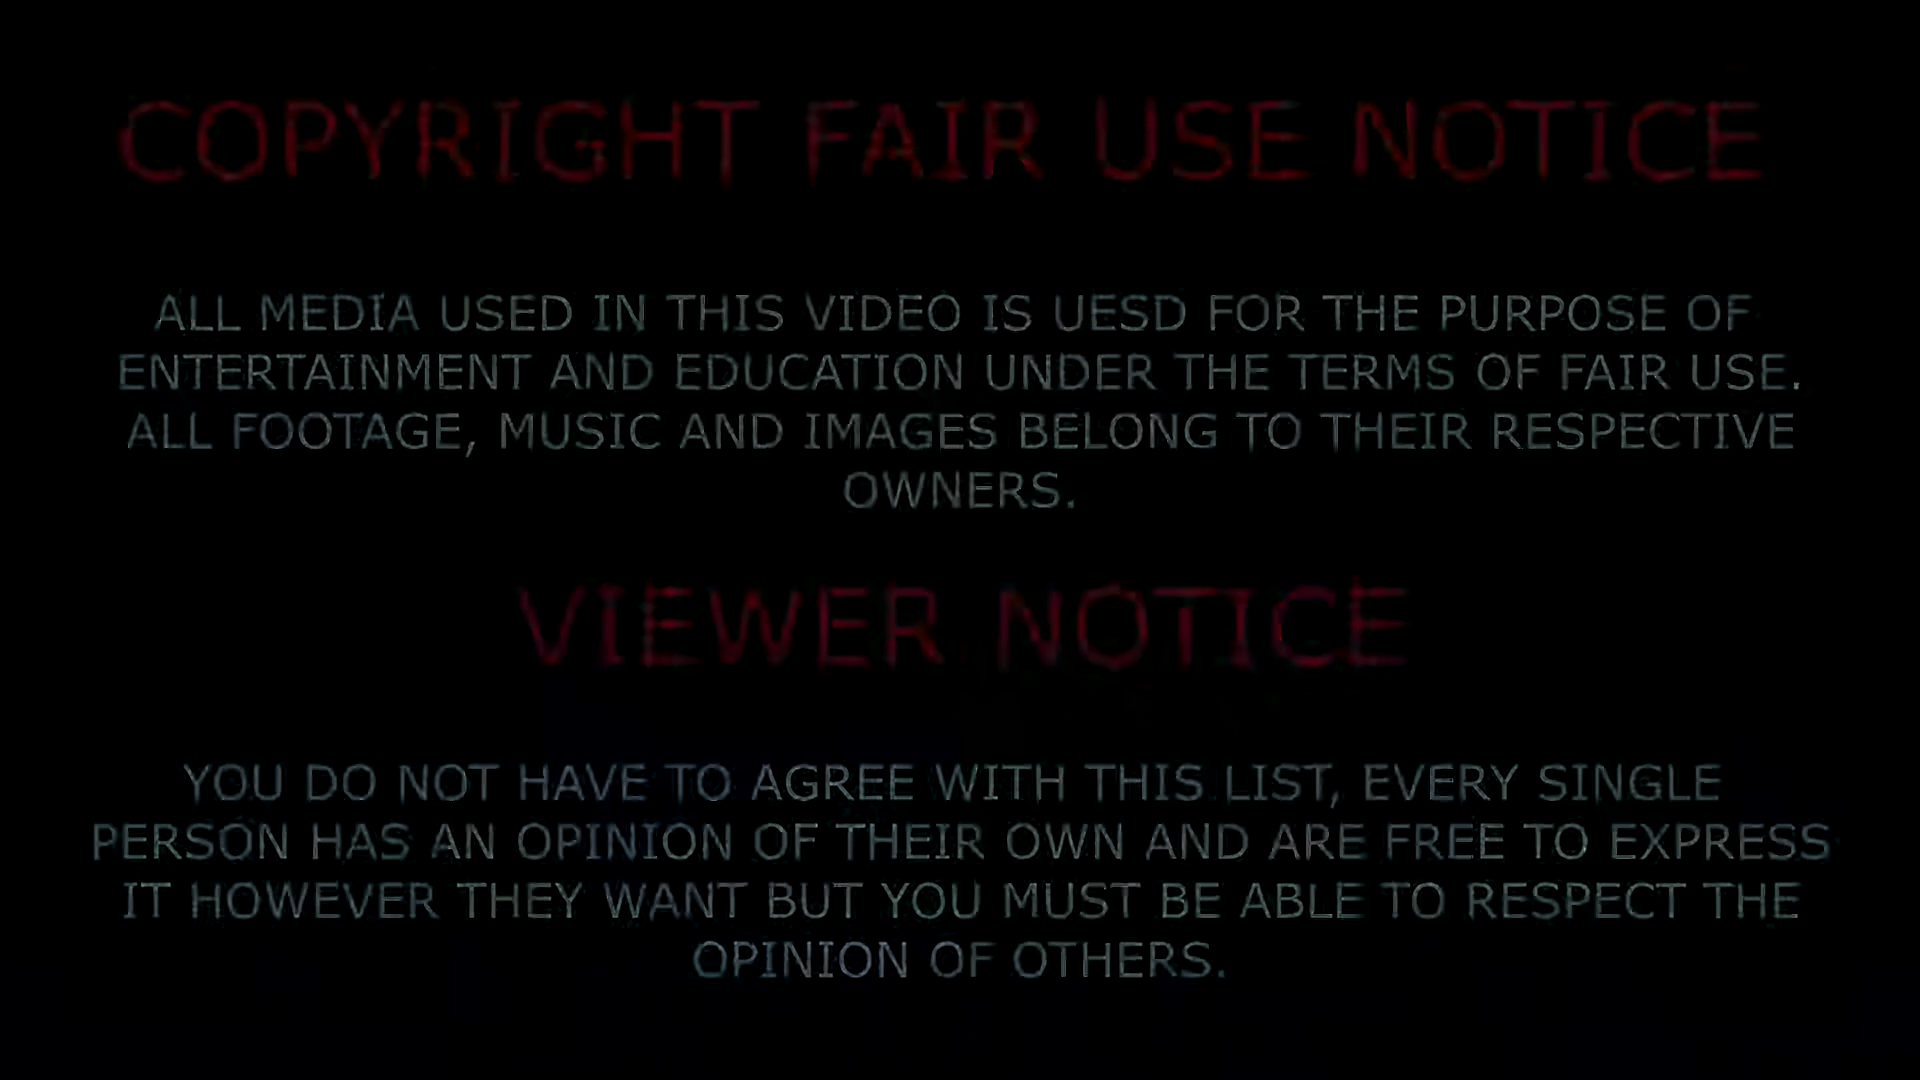 COPYRIGHT FAIR USE NOTICE
ALL MEDIA USED IN THIS VIDEO IS UESD FOR THE PURPOSE OF
ENTERTAINMENT AND EDUCATION UNDER THE TERMS OF FAIR USE.
ALL FOOTAGE, MUSIC AND IMAGES BELONG TO THEIR RESPECTIVE
OWNERS.
VIEWER NOTICE
YOU DO NOT HAVE TO AGREE WITH THIS LIST, EVERY SINGLE
PERSON HAS AN OPINION OF THEIR OWN AND ARE FREE TO EXPRESS
IT HOWEVER THEY WANT BUT YOU MUST BE ABLE TO RESPECT THE
OPINION OF OTHERS.